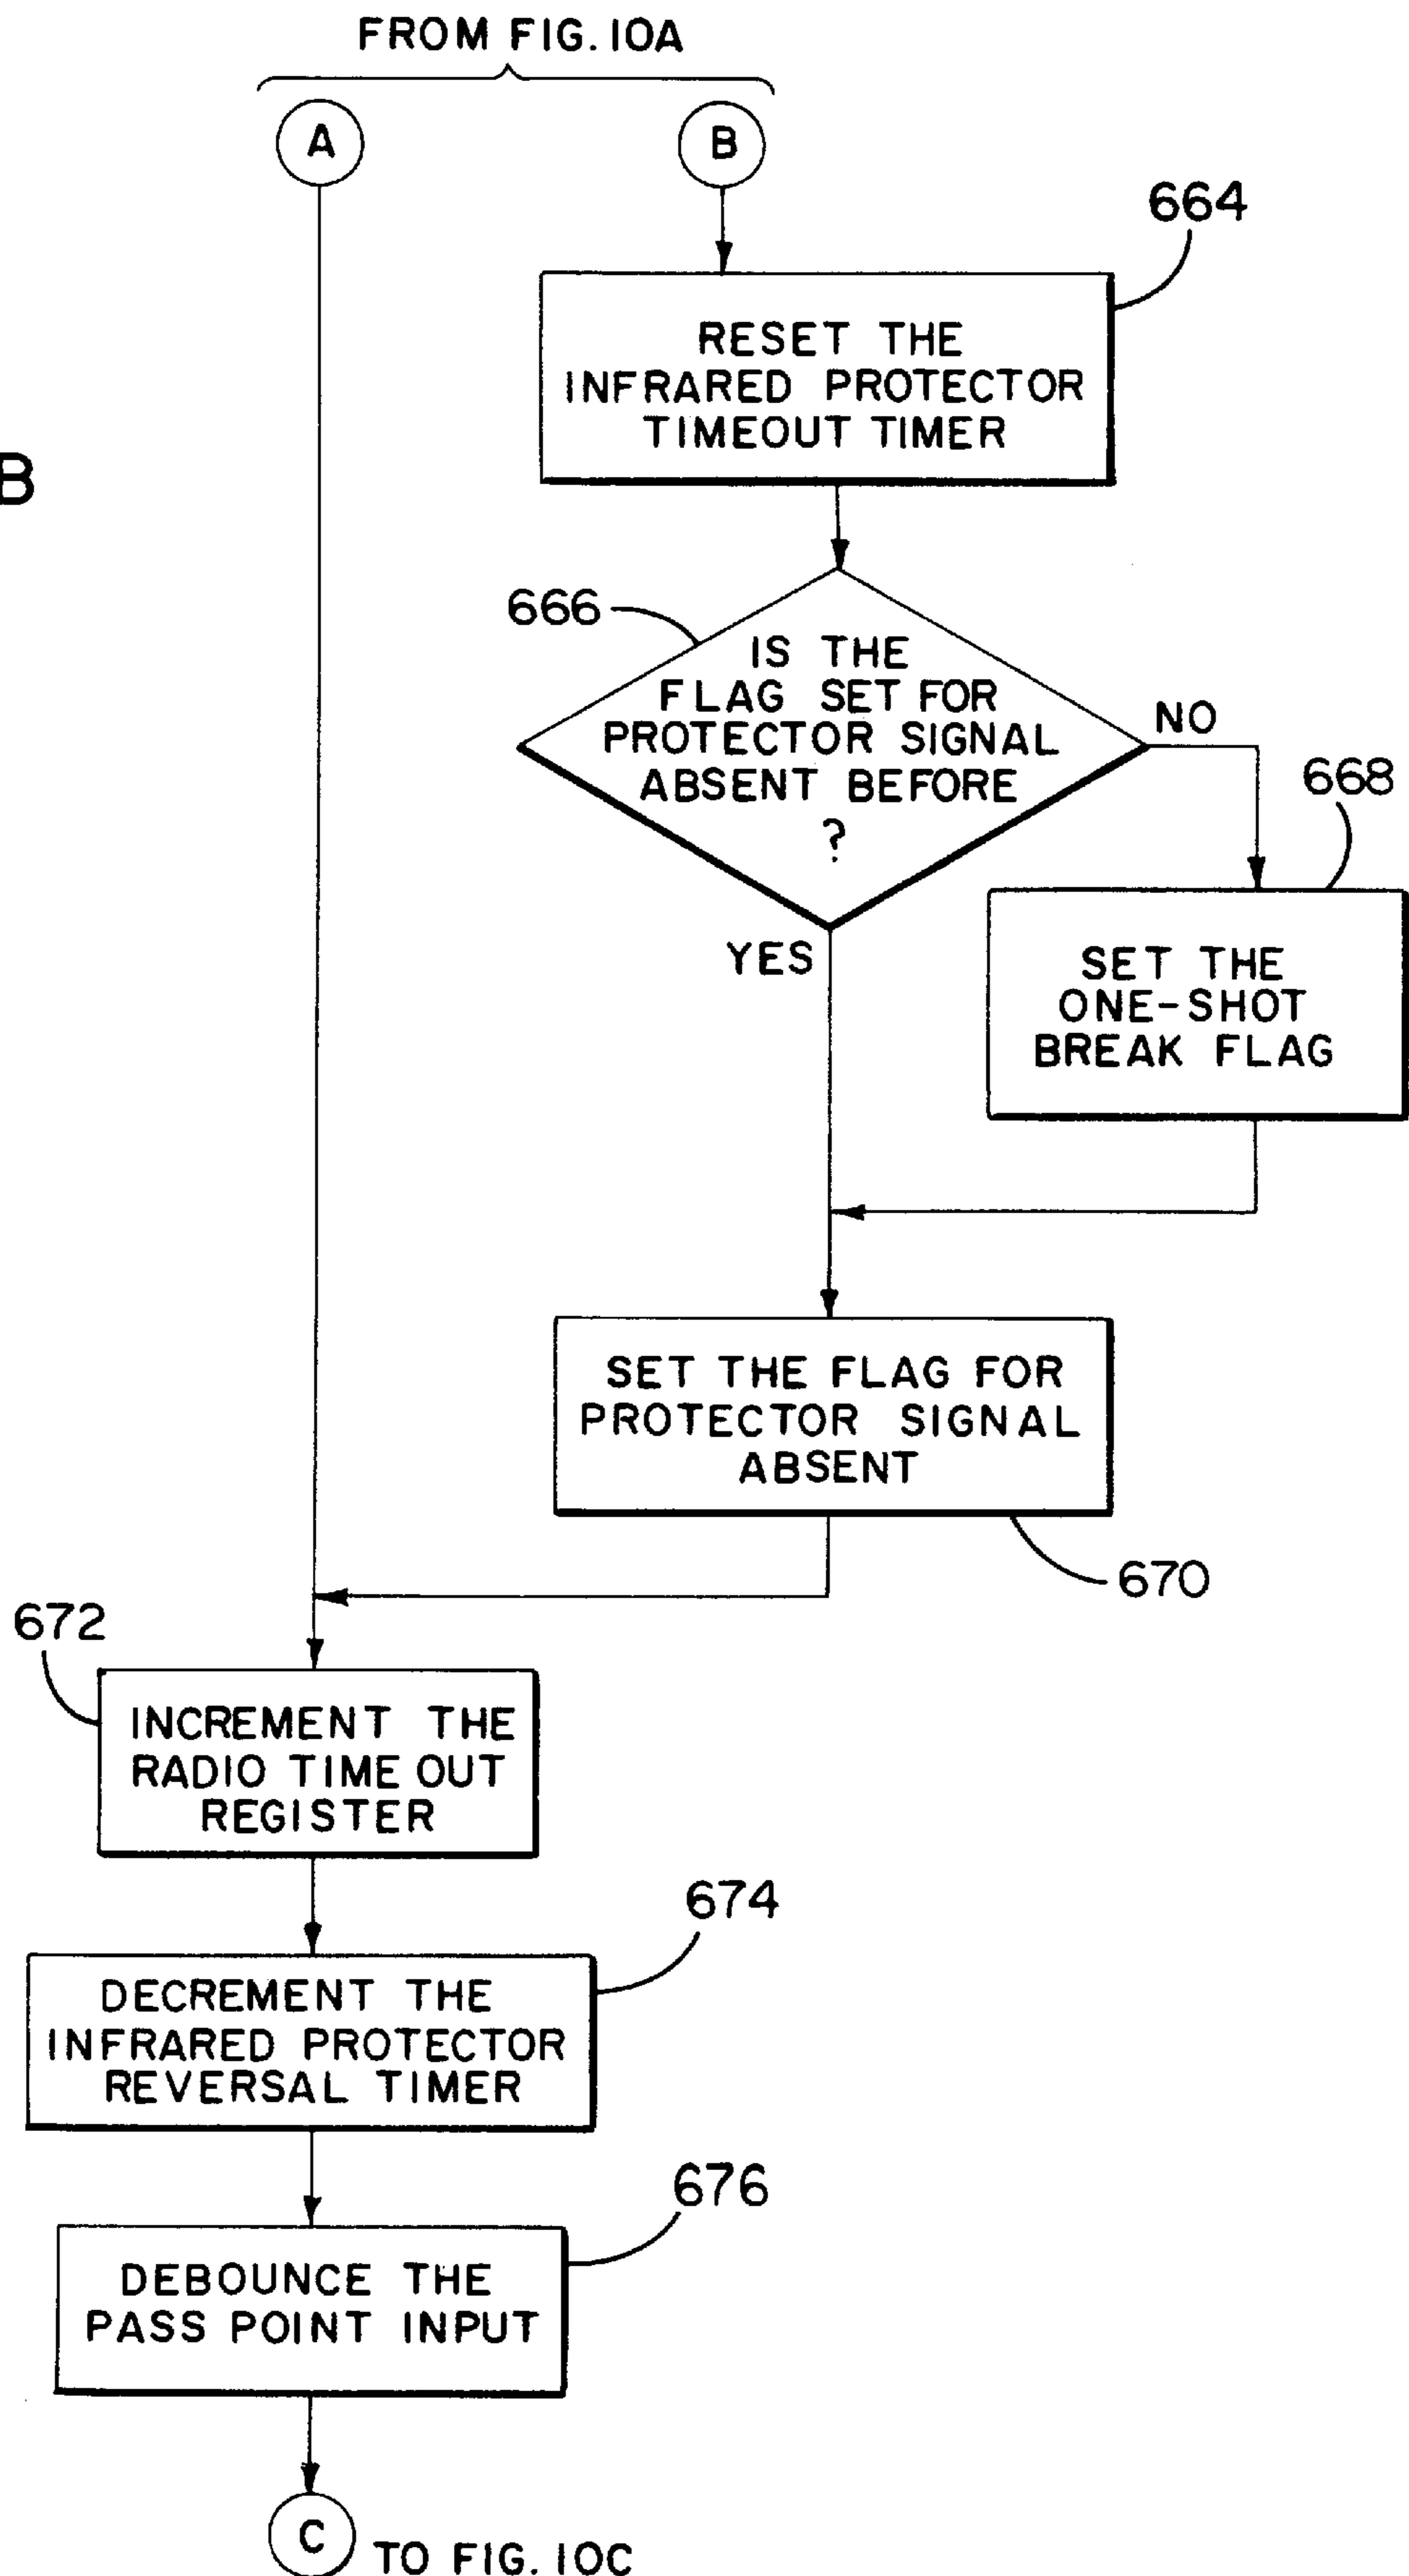 FROM FIG. 10A
A
B
664
RESET THE
INFRARED PROTECTOR
TIMEOUT TIMER
B
666
IS THE
FLAG SET FOR
PROTECTOR SIGNAL
ABSENT BEFORE
?
NO
668
YES
SET THE
ONE-SHOT
BREAK FLAG
SET THE FLAG FOR
PROTECTOR SIGNAL
ABSENT
670
672
INCREMENT THE
RADIO TIME OUT
REGISTER
674
DECREMENT THE
INFRARED PROTECTOR
REVERSAL TIMER
676
DEBOUNCE THE
PASS POINT INPUT
C
TO FIG. 10C